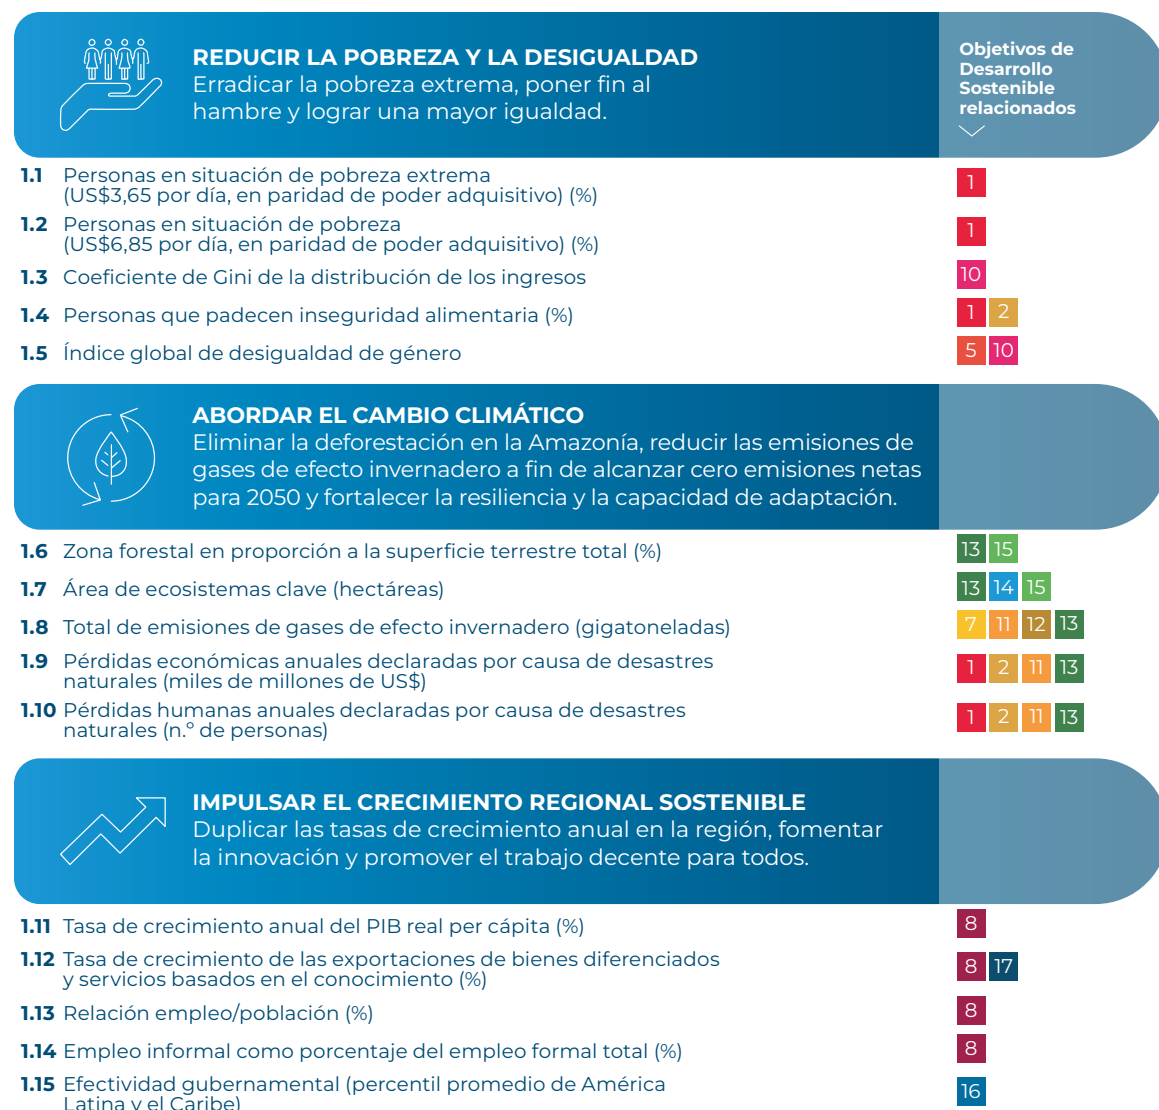 REDUCIR LA POBREZA Y LA DESIGUALDAD
Erradicar la pobreza extrema, poner fin al
hambre y lograr una mayor igualdad.
Objetivos de
Desarrollo
Sostenible
relacionados
1.1 Personas en situación de pobreza extrema
(US$3,65 por día, en paridad de poder adquisitivo) (%)
1
1.2 Personas en situación de pobreza
(US$6,85 por día, en paridad de poder adquisitivo) (%)
1
1.3 Coeficiente de Gini de la distribución de los ingresos
10
1.4 Personas que padecen inseguridad alimentaria (%)
1 2
1.5 Índice global de desigualdad de género
5 10
ABORDAR EL CAMBIO CLIMÁTICO
Eliminar la deforestación en la Amazonía, reducir las emisiones de
gases de efecto invernadero a fin de alcanzar cero emisiones netas
para 2050 y fortalecer la resiliencia y la capacidad de adaptación.
1.6 Zona forestal en proporción a la superficie terrestre total (%)
13 15
1.7 Área de ecosistemas clave (hectáreas)
13 14 15
1.8 Total de emisiones de gases de efecto invernadero (gigatoneladas)
7 11 12 13
1.9 Pérdidas económicas anuales declaradas por causa de desastres
naturales (miles de millones de US$)
1 2 11 13
1.10 Pérdidas humanas anuales declaradas por causa de desastres
naturales (n.º de personas)
1 2 11 13
IMPULSAR EL CRECIMIENTO REGIONAL SOSTENIBLE
Duplicar las tasas de crecimiento anual en la región, fomentar
la innovación y promover el trabajo decente para todos.
1.11 Tasa de crecimiento anual del PIB real per cápita (%)
8
1.12 Tasa de crecimiento de las exportaciones de bienes diferenciados
y servicios basados en el conocimiento (%)
8 17
1.13 Relación empleo/población (%)
8
1.14 Empleo informal como porcentaje del empleo formal total (%)
8
1.15 Efectividad gubernamental (percentil promedio de América
Latina y el Caribe)
16